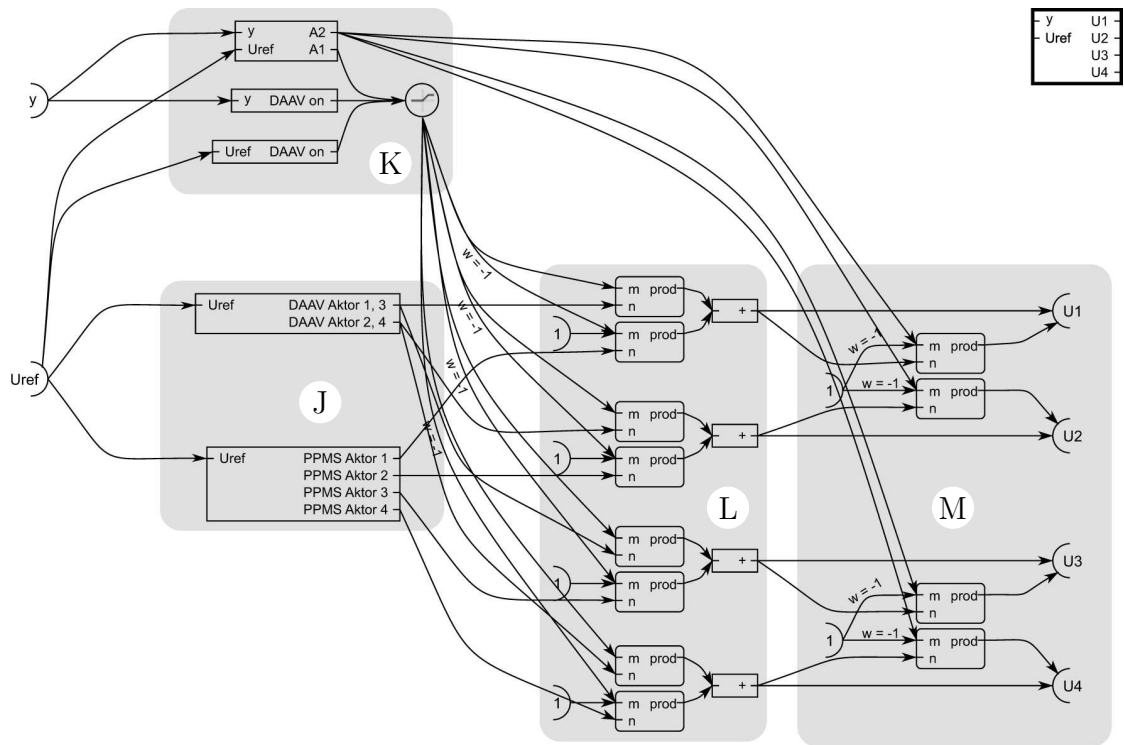 y A2
Uref A1
y DAAV on
Uref DAAV on
K
y
Uref
y U1
Uref U2
U3
U4
Uref DAAV Aktor 1, 3
DAAV Aktor 2, 4
J
Uref PPMS Aktor 1
PPMS Aktor 2
PPMS Aktor 3
PPMS Aktor 4
w = -1
w = -1
w = -1
w = -1
m prod
n
+
1
m prod
n
m prod
n
+
1
m prod
n
L
m prod
n
+
1
m prod
n
m prod
n
+
1
m prod
n
U1
w = -1
m prod
n
1
w = -1
m prod
n
U2
M
U3
w = -1
m prod
n
1
w = -1
m prod
n
U4